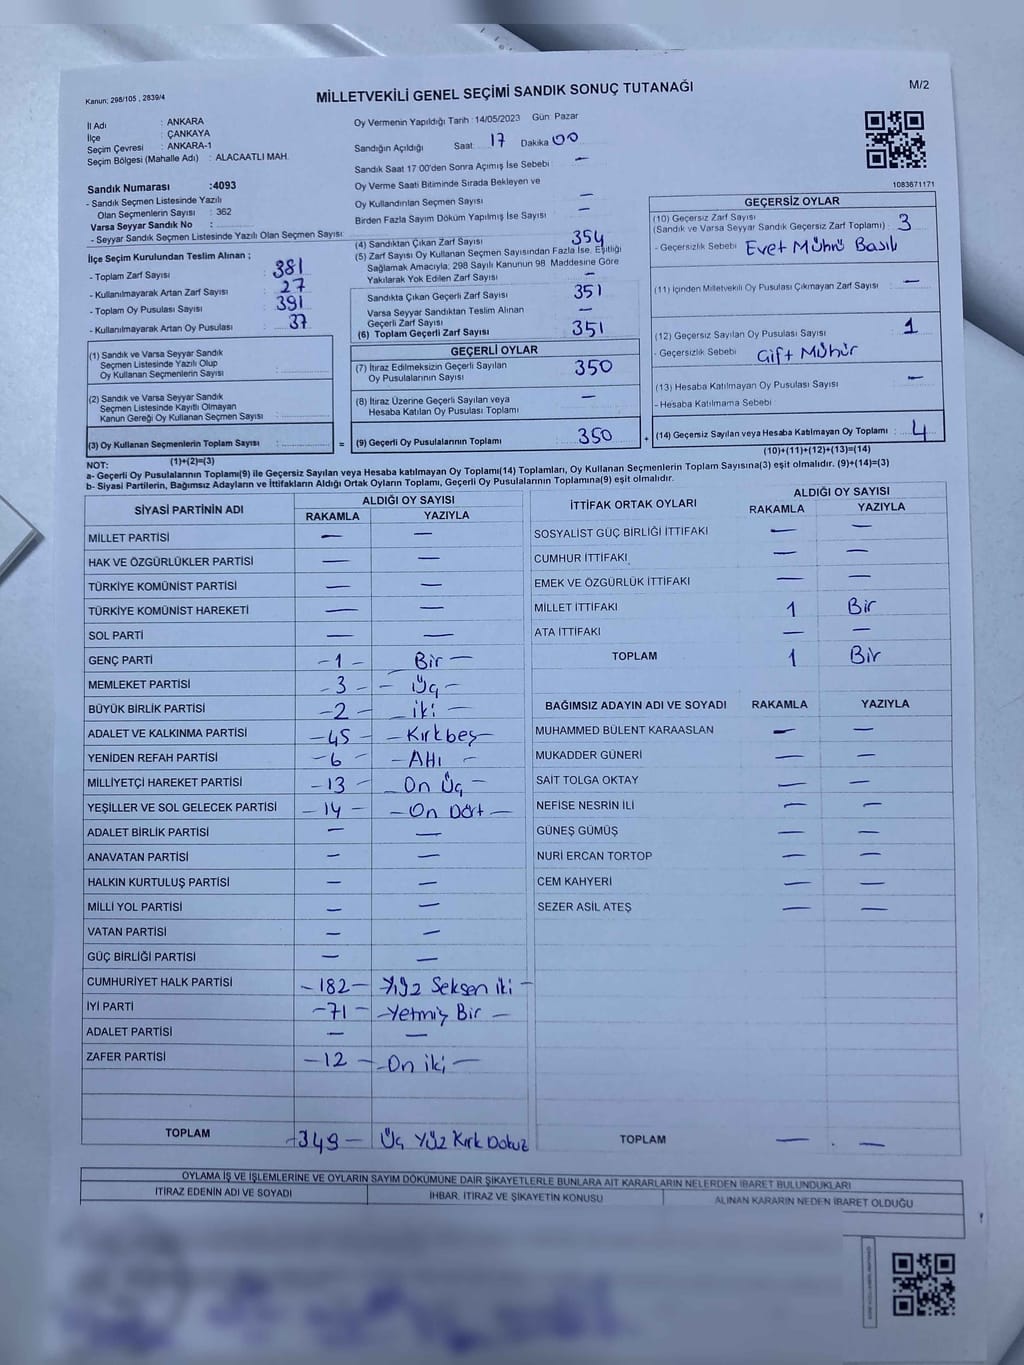 Kanun; 298/105 , 2839/4
MİLLETVEKİLİ GENEL SEÇİMİ SANDIK SONUÇ TUTANAĞI
M/2
İl Adı : ANKARA
İlçe : ÇANKAYA
Seçim Çevresi : ANKARA-1
Seçim Bölgesi (Mahalle Adı) : ALACAATLI MAH.
Sandık Numarası :4093
- Sandık Seçmen Listesinde Yazılı
Olan Seçmenlerin Sayısı : 362
Varsa Seyyar Sandık No :
- Seyyar Sandık Seçmen Listesinde Yazılı Olan Seçmen Sayısı:
İlçe Seçim Kurulundan Teslim Alınan ;
- Toplam Zarf Sayısı : 381
- Kullanılmayarak Artan Zarf Sayısı : 27
- Toplam Oy Pusulası Sayısı : 391
- Kullanılmayarak Artan Oy Pusulası : 37
(1) Sandık ve Varsa Seyyar Sandık
Seçmen Listesinde Yazılı Olup
Oy Kullanan Seçmenlerin Sayısı :
(2) Sandık ve Varsa Seyyar Sandık
Seçmen Listesinde Kayıtlı Olmayan
Kanun Gereği Oy Kullanan Seçmen Sayısı :
(3) Oy Kullanan Seçmenlerin Toplam Sayısı :
(1)+(2)=(3)
Oy Vermenin Yapıldığı Tarih : 14/05/2023 Gün Pazar
Sandığın Açıldığı Saat: 17 Dakika 00
Sandık Saat 17 00'den Sonra Açımış İse Sebebi : —
Oy Verme Saati Bitiminde Sırada Bekleyen ve
Oy Kullandırılan Seçmen Sayısı —
Birden Fazla Sayım Döküm Yapılmış İse Sayısı —
(4) Sandıktan Çıkan Zarf Sayısı 354
(5) Zarf Sayısı Oy Kullanan Seçmen Sayısından Fazla İse, Eşitliği
Sağlamak Amacıyla, 298 Sayılı Kanunun 98. Maddesine Göre
Yakılarak Yok Edilen Zarf Sayısı —
Sandıkta Çıkan Geçerli Zarf Sayısı 351
Varsa Seyyar Sandıktan Teslim Alınan
Geçerli Zarf Sayısı —
(6) Toplam Geçerli Zarf Sayısı 351
GEÇERLİ OYLAR
(7) İtiraz Edilmeksizin Geçerli Sayılan
Oy Pusulalarının Sayısı 350
(8) İtiraz Üzerine Geçerli Sayılan veya
Hesaba Katılan Oy Pusulası Toplamı —
= (9) Geçerli Oy Pusulalarının Toplamı 350 +
1083671171
GEÇERSİZ OYLAR
(10) Geçersiz Zarf Sayısı
(Sandık ve Varsa Seyyar Sandık Geçersiz Zarf Toplamı) : 3
- Geçersizlik Sebebi : Evet Mührü Basılı
(11) İçinden Milletvekili Oy Pusulası Çıkmayan Zarf Sayısı : —
(12) Geçersiz Sayılan Oy Pusulası Sayısı : 1
- Geçersizlik Sebebi Çift Mühür
(13) Hesaba Katılmayan Oy Pusulası Sayısı : —
- Hesaba Katılmama Sebebi :
(14) Geçersiz Sayılan veya Hesaba Katılmayan Oy Toplamı : 4
(10)+(11)+(12)+(13)=(14)
NOT:
a- Geçerli Oy Pusulalarının Toplamı(9) ile Geçersiz Sayılan veya Hesaba katılmayan Oy Toplamı(14) Toplamları, Oy Kullanan Seçmenlerin Toplam Sayısına(3) eşit olmalıdır. (9)+(14)=(3)
b- Siyasi Partilerin, Bağımsız Adayların ve İttifakların Aldığı Ortak Oyların Toplamı, Geçerli Oy Pusulalarının Toplamına(9) eşit olmalıdır.
SİYASİ PARTİNİN ADI ALDIĞI OY SAYISI
RAKAMLA YAZIYLA
MİLLET PARTİSİ — —
HAK VE ÖZGÜRLÜKLER PARTİSİ — —
TÜRKİYE KOMÜNİST PARTİSİ — —
TÜRKİYE KOMÜNİST HAREKETİ — —
SOL PARTİ — —
GENÇ PARTİ –1– Bir —
MEMLEKET PARTİSİ –3– – Üç –
BÜYÜK BİRLİK PARTİSİ –2– – iki –
ADALET VE KALKINMA PARTİSİ –45– –Kırkbeş–
YENİDEN REFAH PARTİSİ –6– –Altı –
MİLLİYETÇİ HAREKET PARTİSİ –13– – On Üç –
YEŞİLLER VE SOL GELECEK PARTİSİ –14– –On Dört–
ADALET BİRLİK PARTİSİ — —
ANAVATAN PARTİSİ — —
HALKIN KURTULUŞ PARTİSİ — —
MİLLİ YOL PARTİSİ — —
VATAN PARTİSİ — —
GÜÇ BİRLİĞİ PARTİSİ — —
CUMHURİYET HALK PARTİSİ –182– –Yüz Seksen iki –
İYİ PARTİ –71– –Yetmiş Bir –
ADALET PARTİSİ — —
ZAFER PARTİSİ –12– –On iki –
TOPLAM –349– Üç Yüz Kırk Dokuz
İTTİFAK ORTAK OYLARI ALDIĞI OY SAYISI
RAKAMLA YAZIYLA
SOSYALİST GÜÇ BİRLİĞİ İTTİFAKI — —
CUMHUR İTTİFAKI — —
EMEK VE ÖZGÜRLÜK İTTİFAKI — —
MİLLET İTTİFAKI 1 Bir
ATA İTTİFAKI — —
TOPLAM 1 Bir
BAĞIMSIZ ADAYIN ADI VE SOYADI RAKAMLA YAZIYLA
MUHAMMED BÜLENT KARAASLAN — —
MUKADDER GÜNERİ — —
SAİT TOLGA OKTAY — —
NEFİSE NESRİN İLİ — —
GÜNEŞ GÜMÜŞ — —
NURİ ERCAN TORTOP — —
CEM KAHYERİ — —
SEZER ASİL ATEŞ — —
TOPLAM — —
OYLAMA İŞ VE İŞLEMLERİNE VE OYLARIN SAYIM DÖKÜMÜNE DAİR ŞİKAYETLERLE BUNLARA AİT KARARLARIN NELERDEN İBARET BULUNDUKLARI
İTİRAZ EDENİN ADI VE SOYADI İHBAR, İTİRAZ VE ŞİKAYETİN KONUSU ALINAN KARARIN NEDEN İBARET OLDUĞU